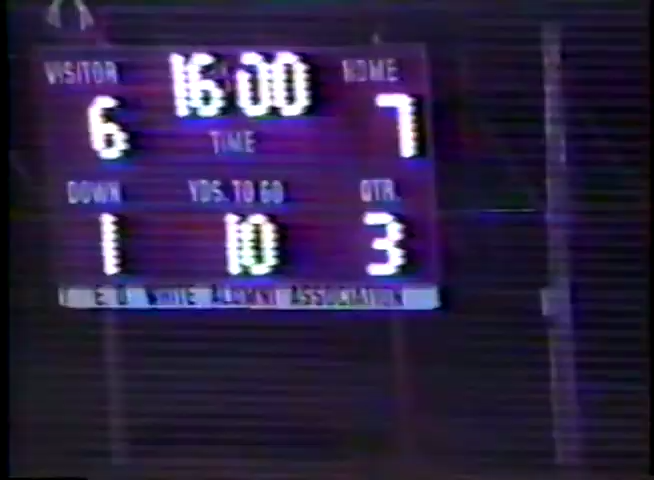 VISITOR 16:00 HOME
6 TIME 7
DOWN YDS. TO GO QTR.
1 10 3
E. D. WHITE ALUMNI ASSOCIATION